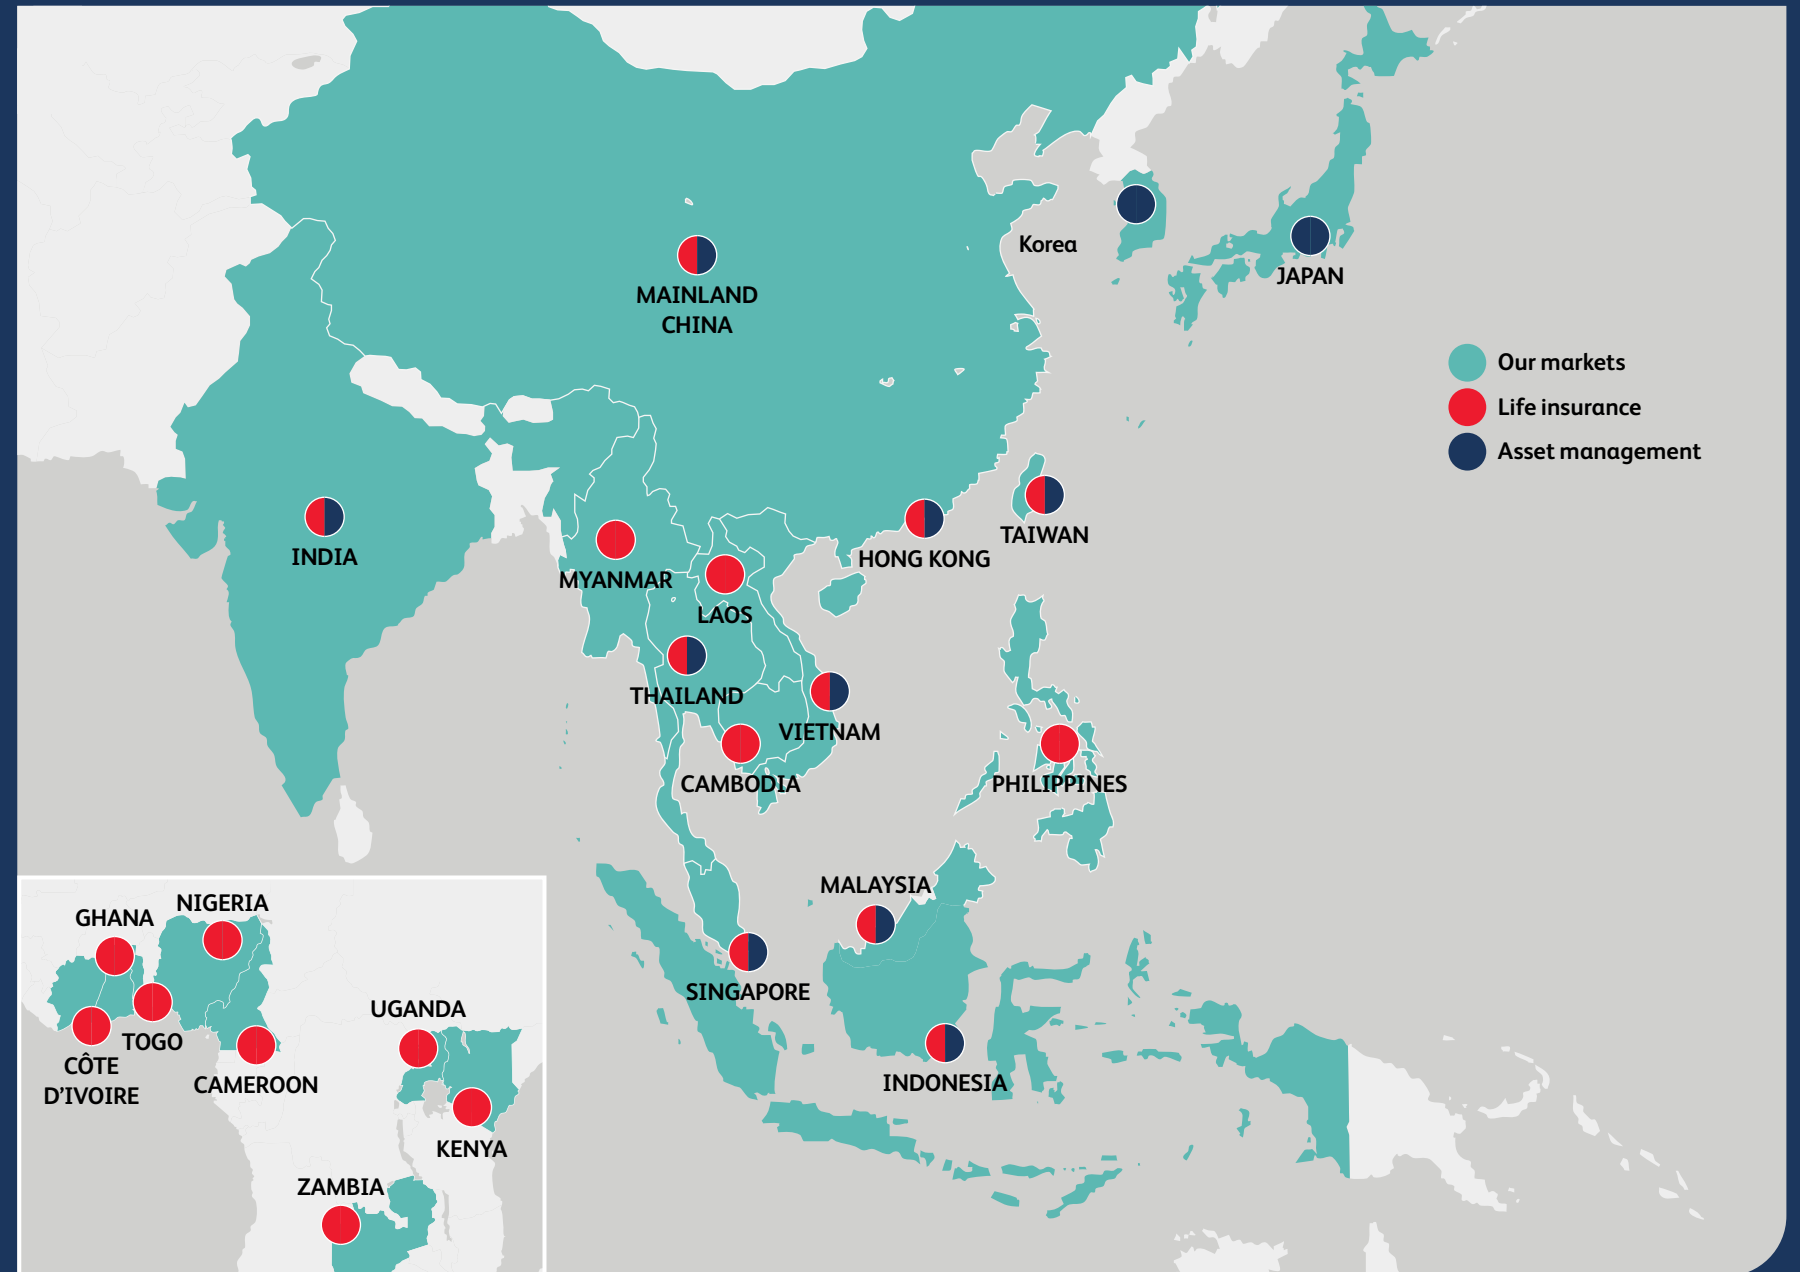 Korea
JAPAN
MAINLAND
CHINA
Our markets
Life insurance
Asset management
TAIWAN
HONG KONG
INDIA
MYANMAR
LAOS
THAILAND
VIETNAM
CAMBODIA
PHILIPPINES
MALAYSIA
SINGAPORE
INDONESIA
NIGERIA
GHANA
UGANDA
TOGO
CÔTE
D'IVOIRE
CAMEROON
KENYA
ZAMBIA